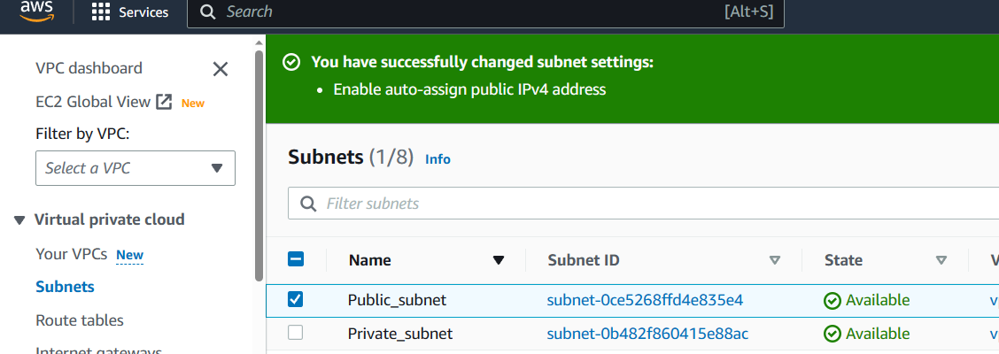 aws
Services
Search
[Alt+S]
VPC dashboard
EC2 Global View New
Filter by VPC:
Select a VPC
Virtual private cloud
Your VPCs New
Subnets
Route tables
Internet gateways
You have successfully changed subnet settings:
• Enable auto-assign public IPv4 address
Subnets (1/8) Info
Filter subnets
Name Subnet ID State V
Public_subnet subnet-0ce5268ffd4e835e4 Available vp
Private_subnet subnet-0b482f860415e88ac Available vp